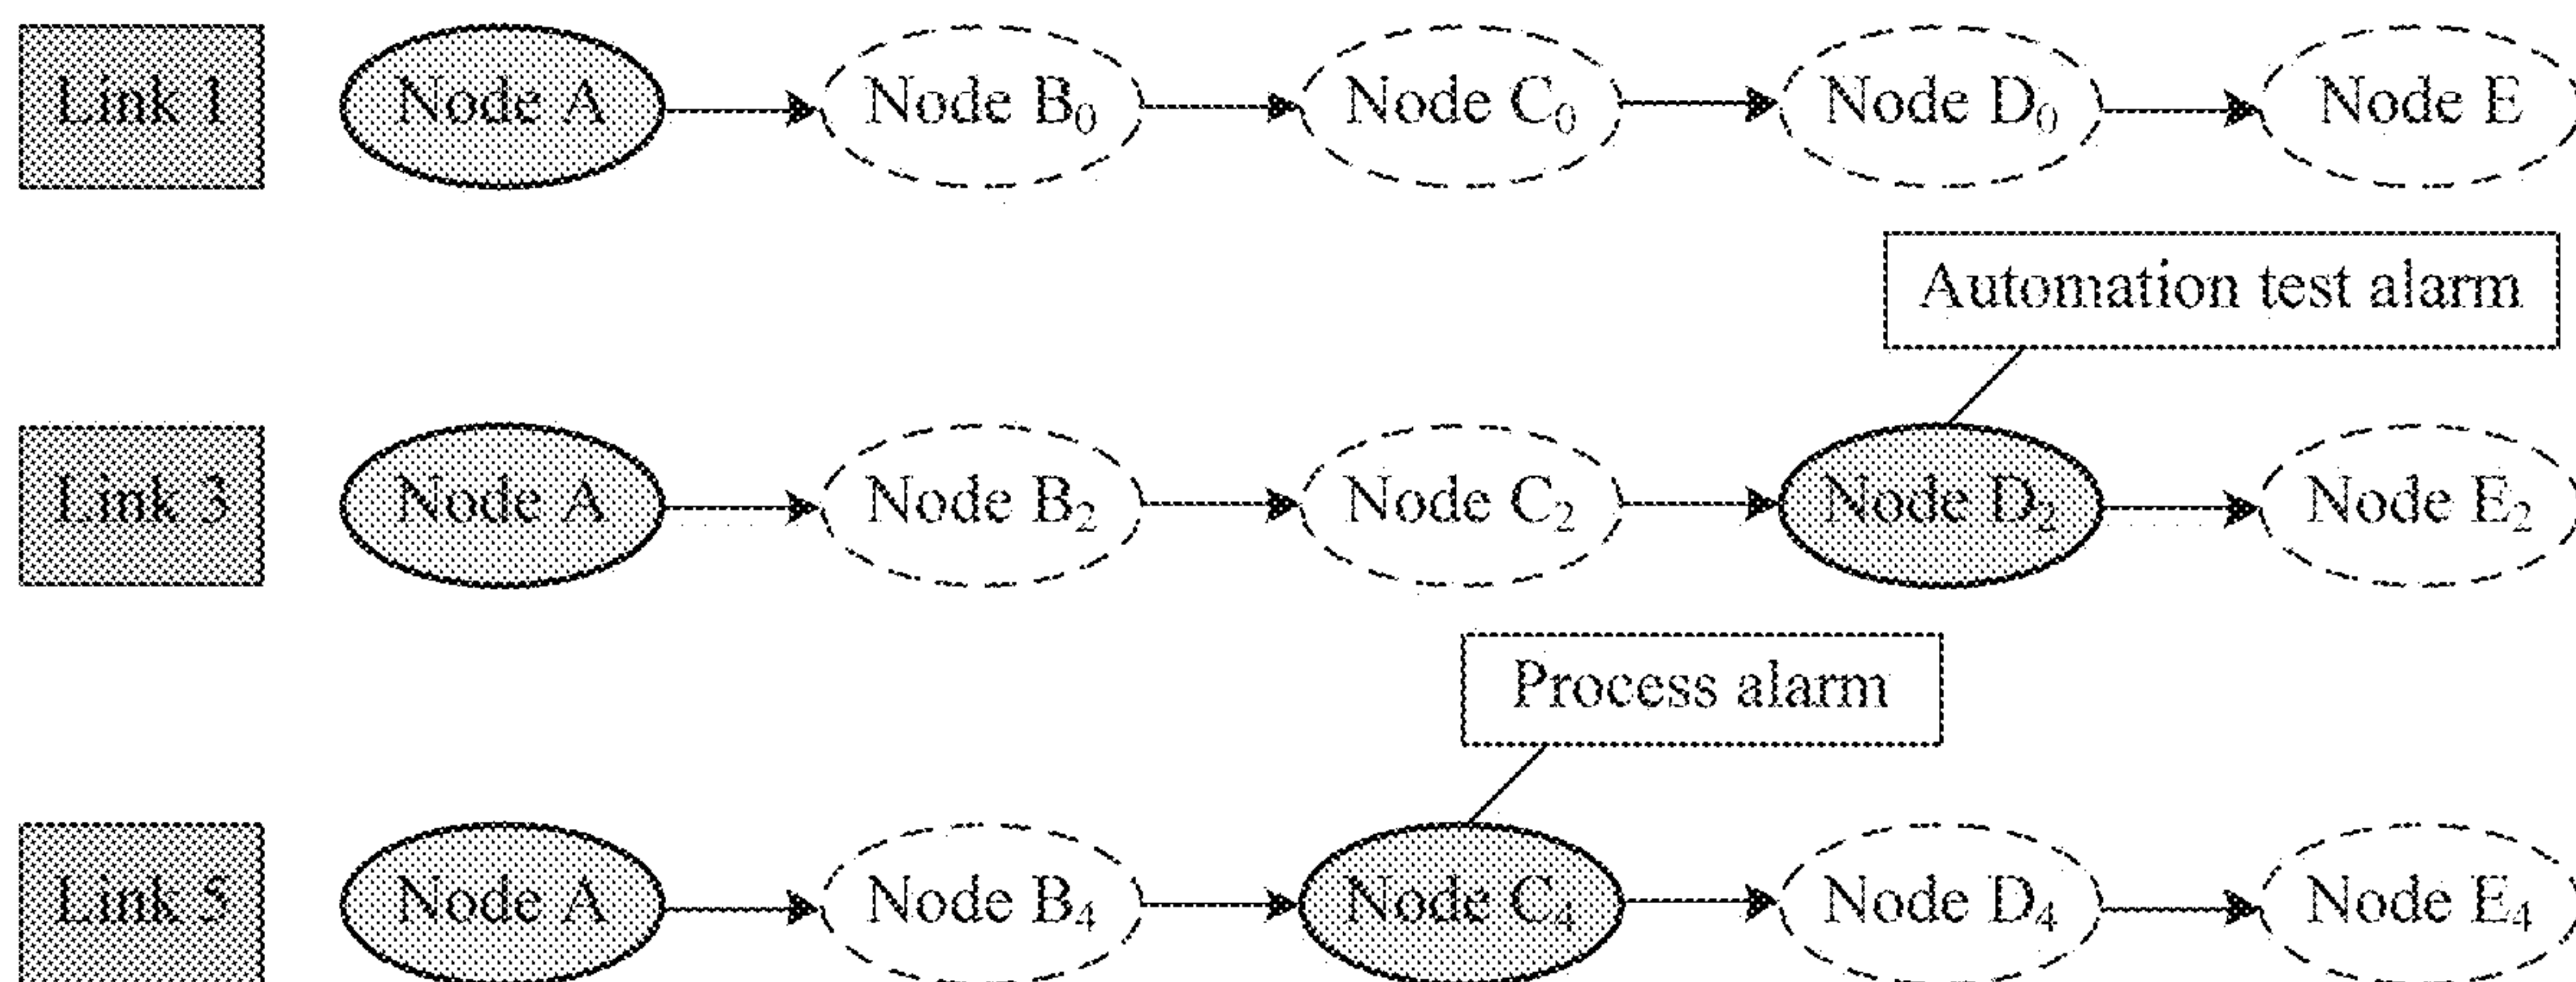 Link 1 Node A Node B₀ Node C₀ Node D₀ Node E
Automation test alarm
Link 3 Node A Node B₂ Node C₂ Node D₂ Node E₂
Process alarm
Link 5 Node A Node B₄ Node C₄ Node D₄ Node E₄